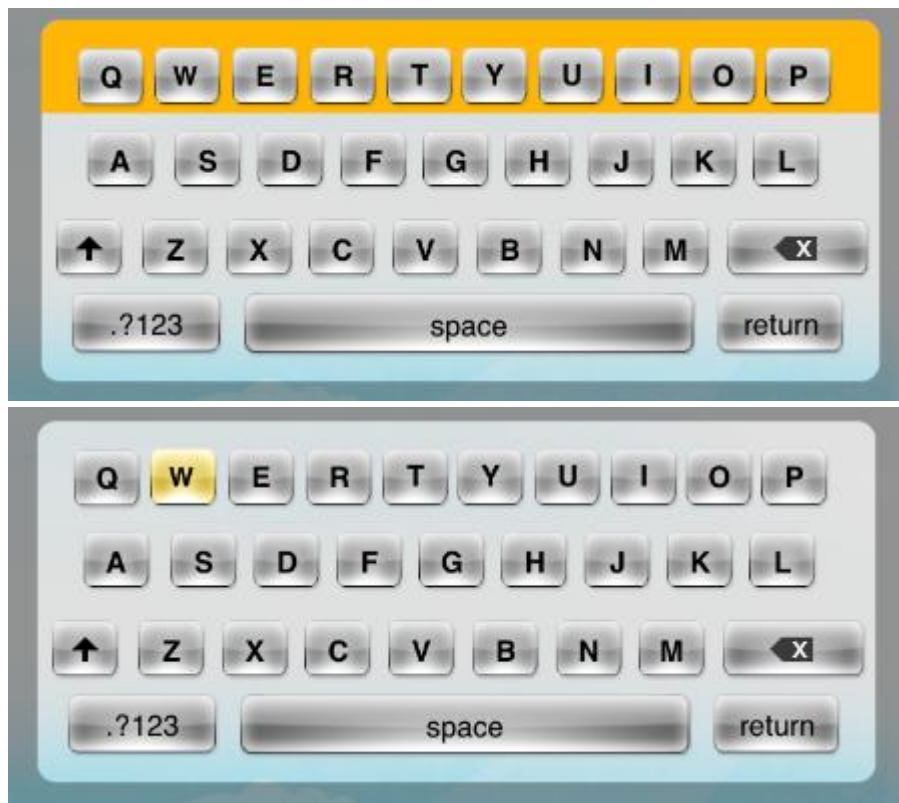 Q W E R T Y U I O P
A S D F G H J K L
Z X C V B N M X
.?123 space return
Q W E R T Y U I O P
A S D F G H J K L
Z X C V B N M X
.?123 space return